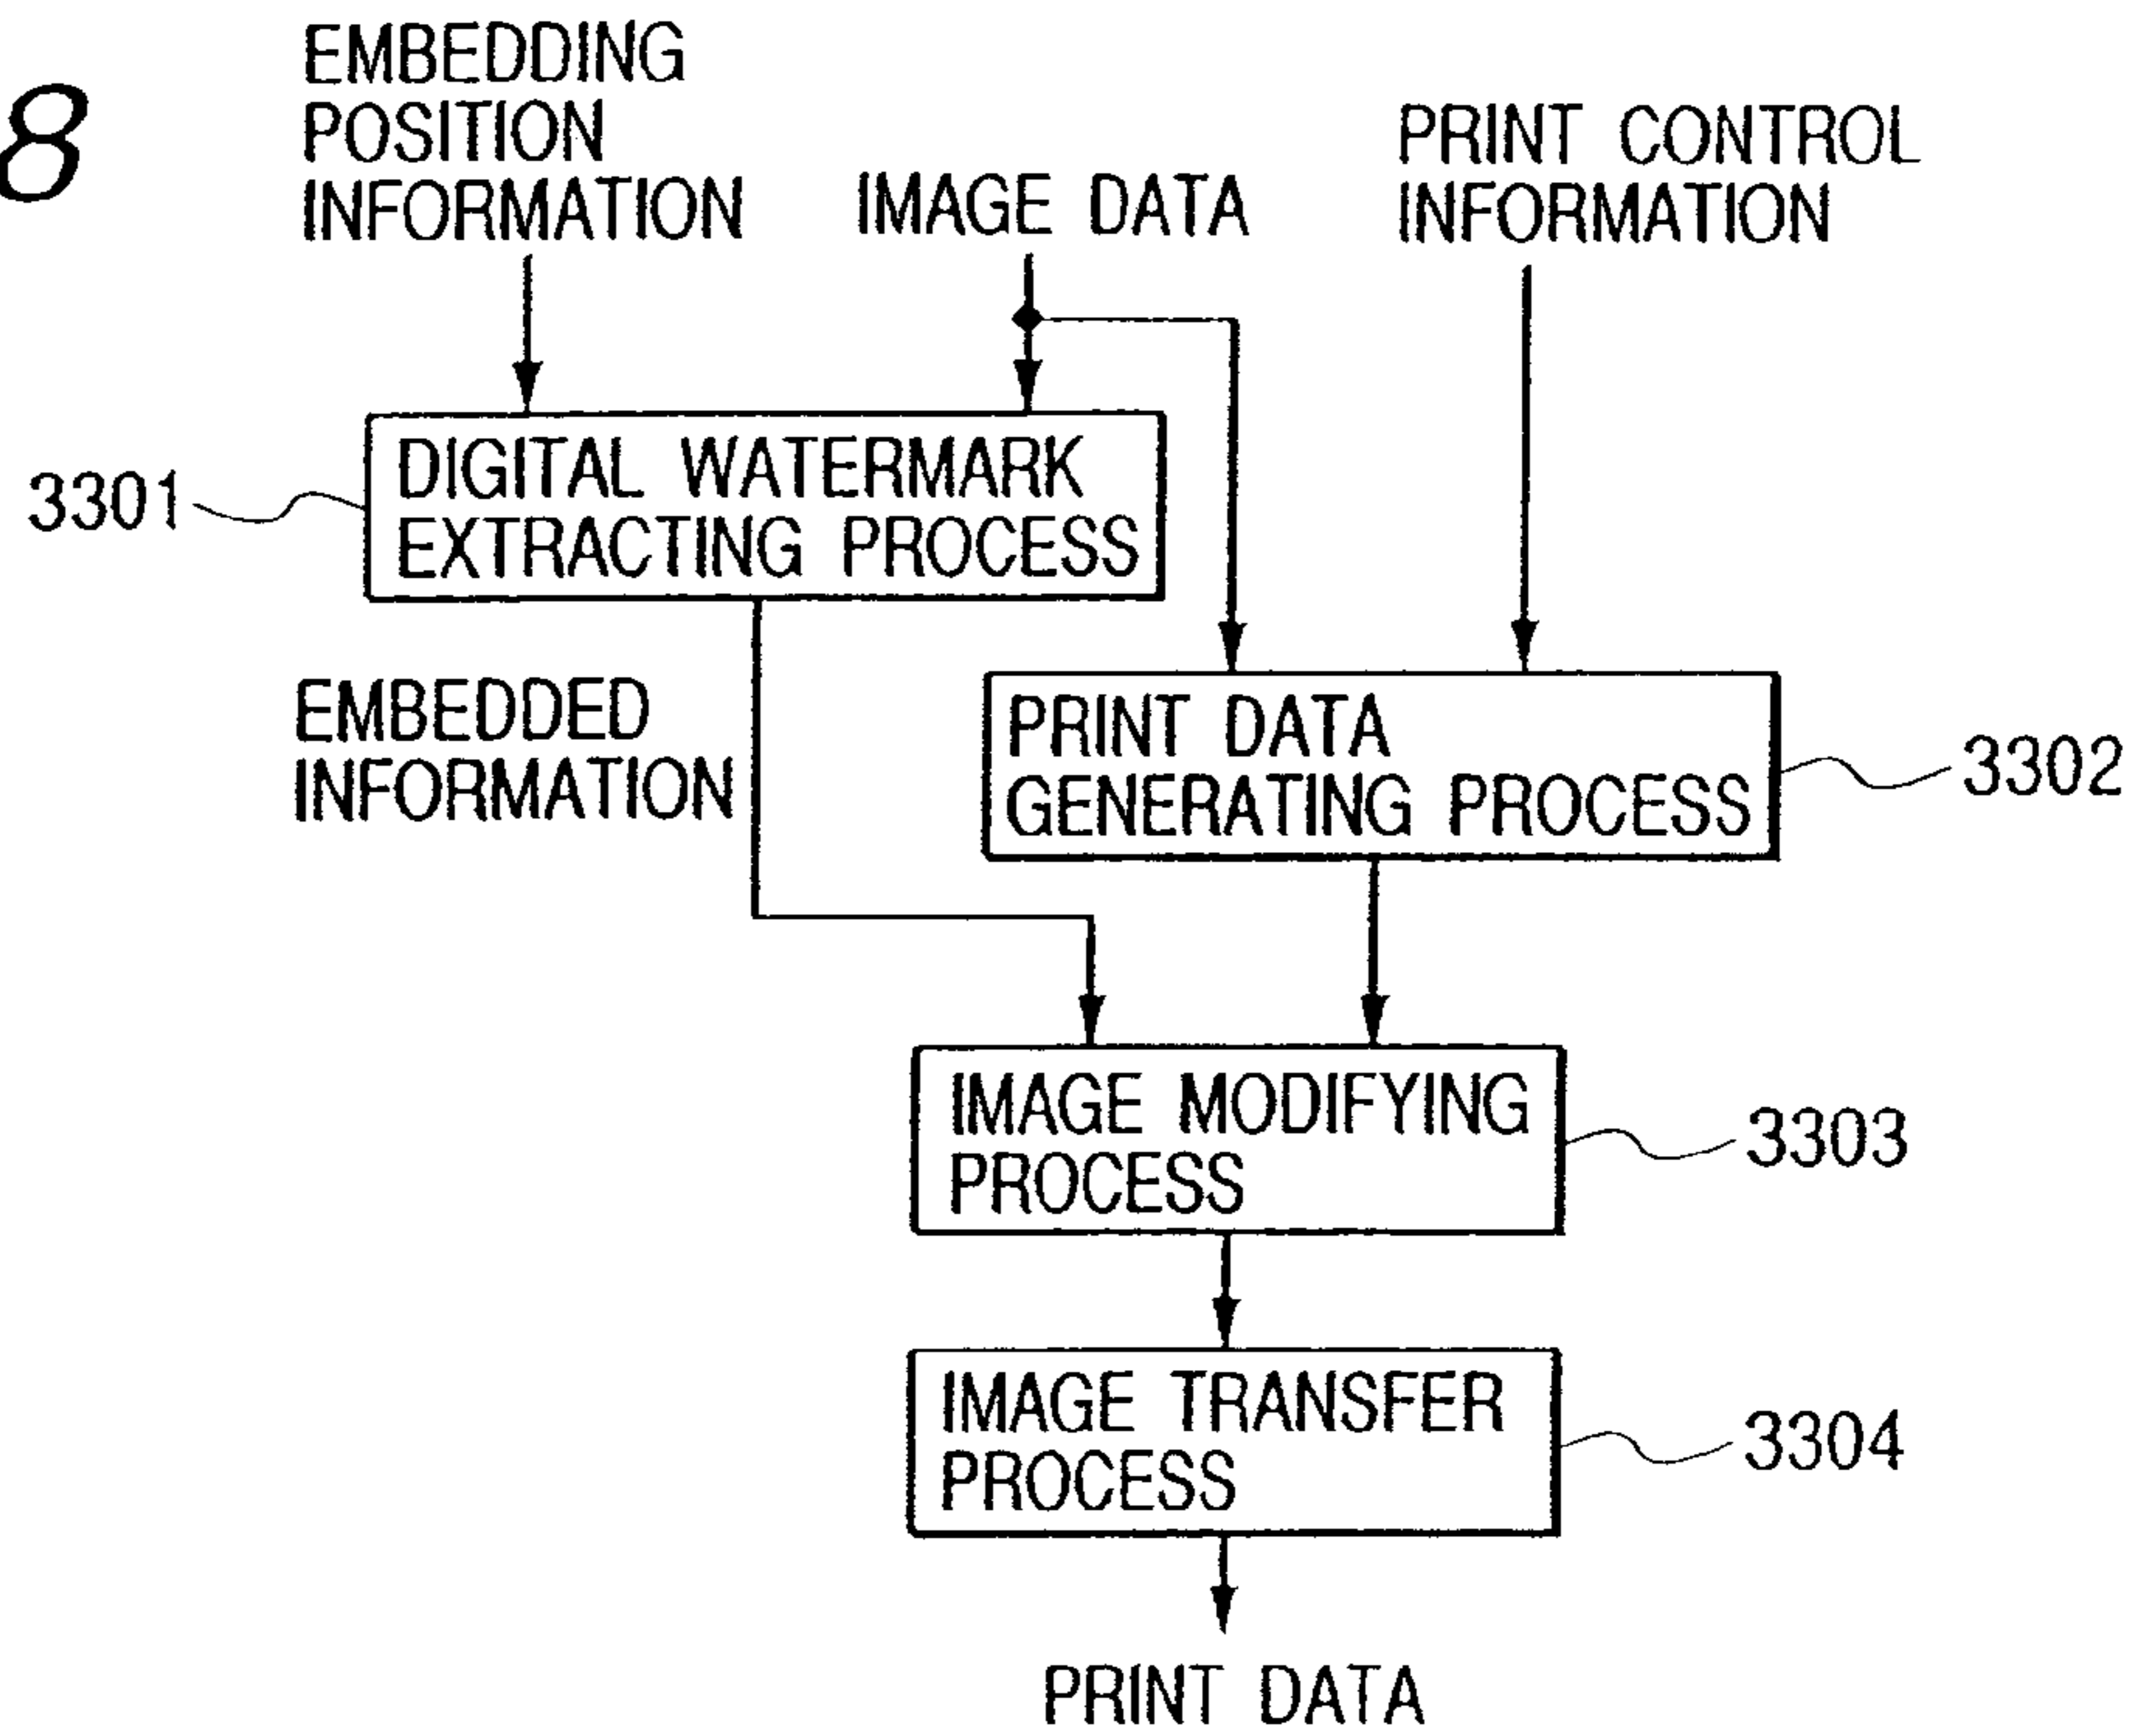 8
EMBEDDING
POSITION
INFORMATION
IMAGE DATA
PRINT CONTROL
INFORMATION
3301
DIGITAL WATERMARK
EXTRACTING PROCESS
EMBEDDED
INFORMATION
PRINT DATA
GENERATING PROCESS
3302
IMAGE MODIFYING
PROCESS
3303
IMAGE TRANSFER
PROCESS
3304
PRINT DATA